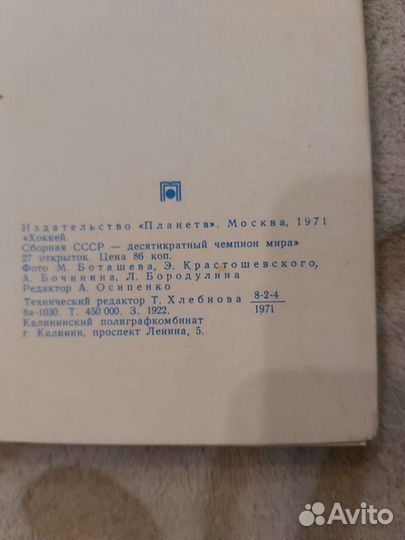 Издательство «Планета». Москва, 1971
«Хоккей.
Сборная СССР — десятикратный чемпион мира»
27 открыток. Цена 86 коп.
Фото М. Боташева, Э. Крастошевского,
А. Бочинина, Л. Бородулина
Редактор А. Осипенко
Технический редактор Т. Хлебнова 8-2-4
8а-1030. Т. 450 000. З. 1922. 1971
Калининский полиграфкомбинат
г. Калинин, проспект Ленина, 5.
Avito